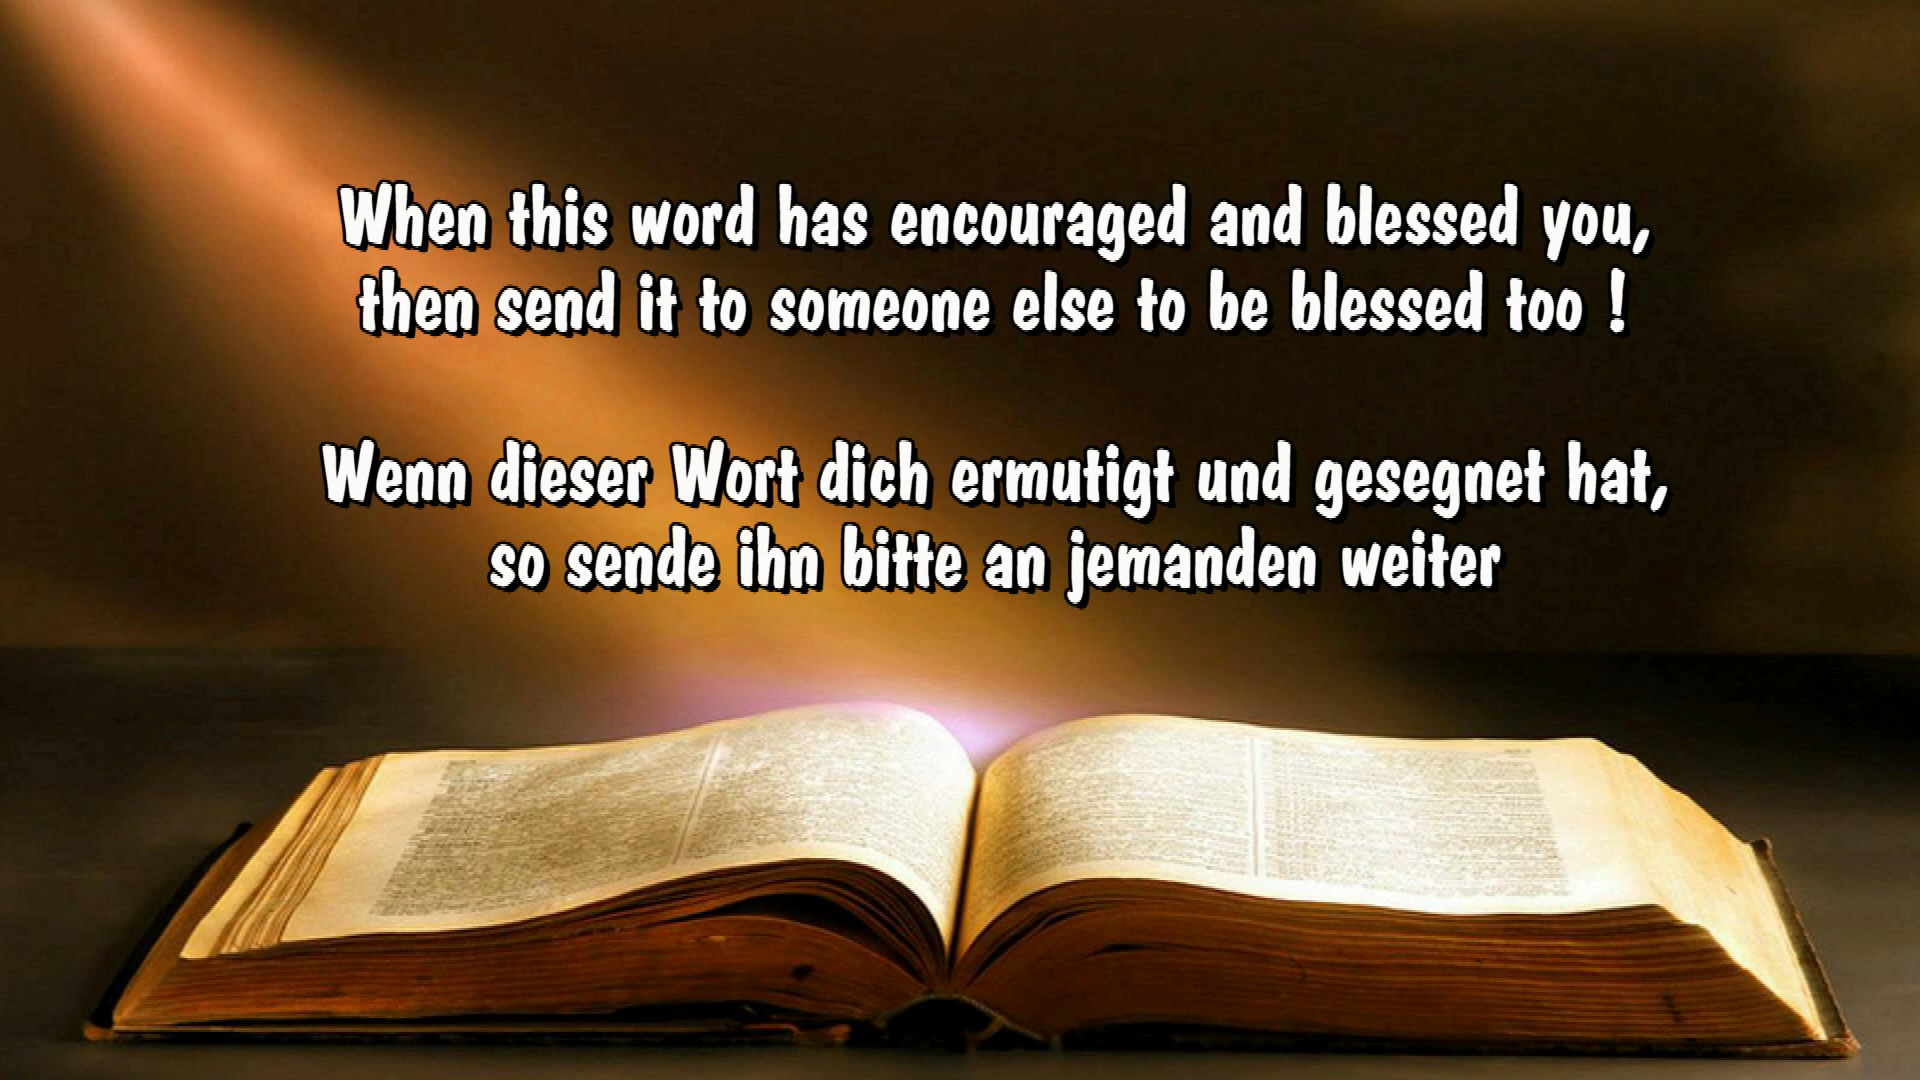 When this word has encouraged and blessed you,
then send it to someone else to be blessed too !
Wenn dieser Wort dich ermutigt und gesegnet hat,
so sende ihn bitte an jemanden weiter